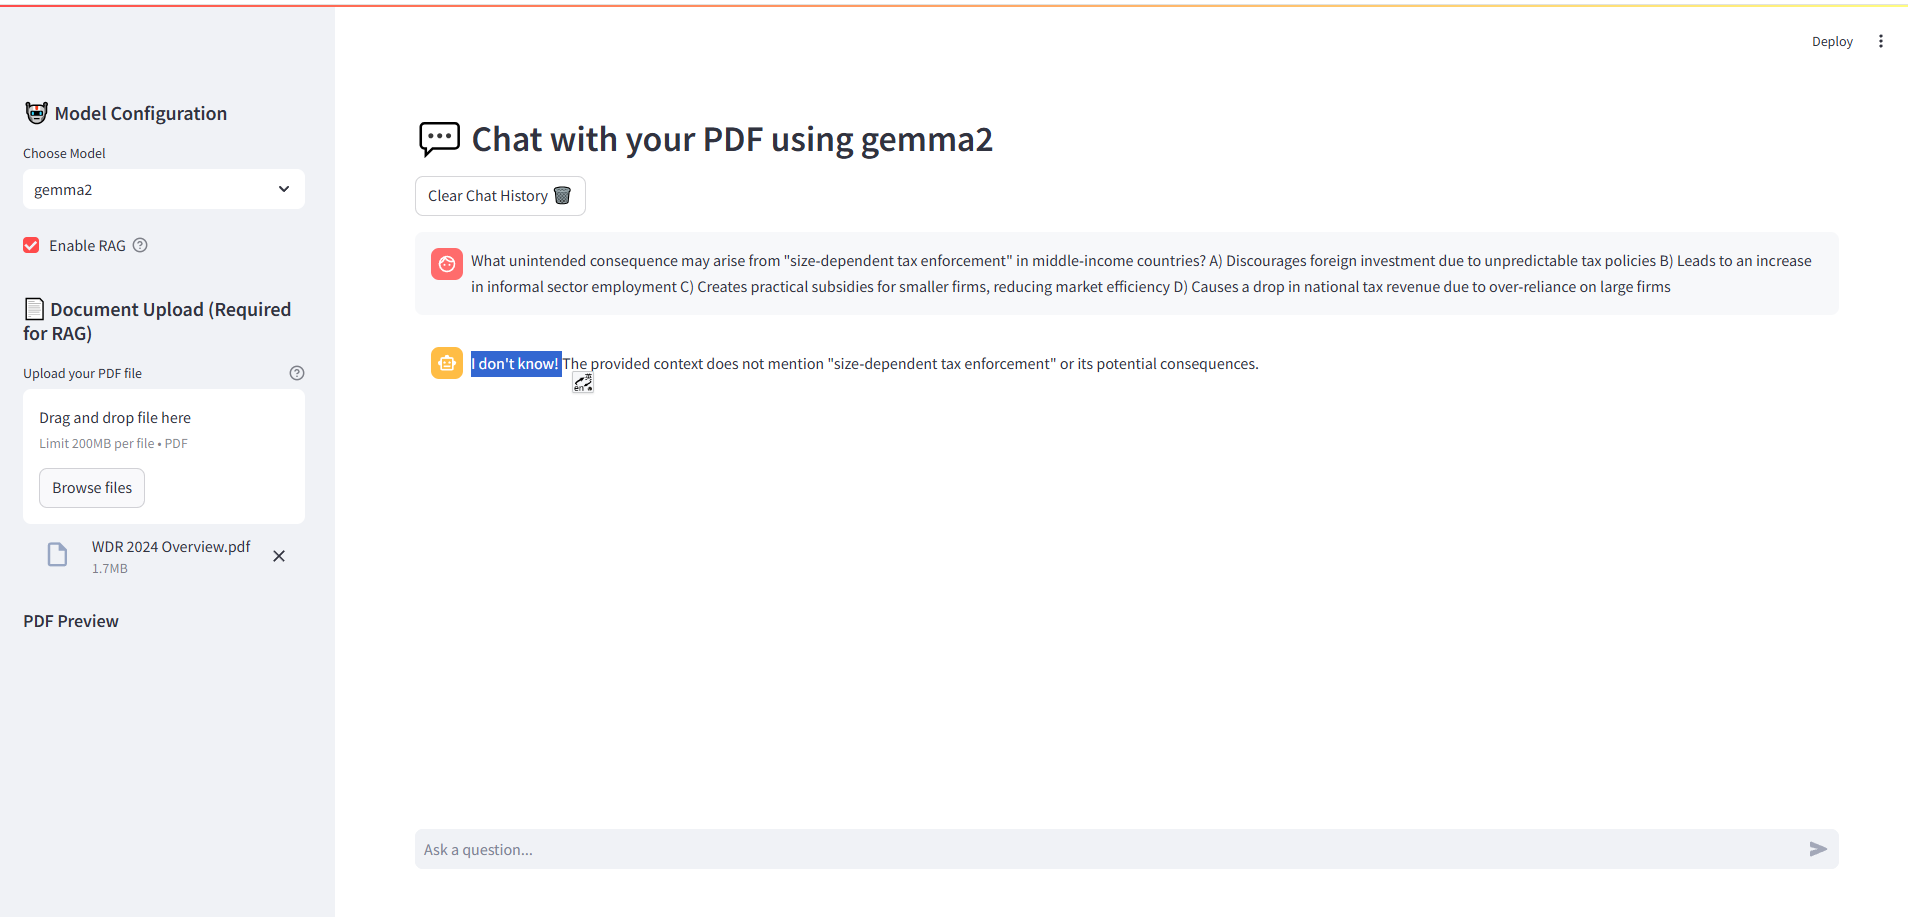 Deploy
Model Configuration
Choose Model
gemma2
Enable RAG
Document Upload (Required
for RAG)
Upload your PDF file
Drag and drop file here
Limit 200MB per file • PDF
Browse files
WDR 2024 Overview.pdf
1.7MB
PDF Preview
Chat with your PDF using gemma2
Clear Chat History
What unintended consequence may arise from "size-dependent tax enforcement" in middle-income countries? A) Discourages foreign investment due to unpredictable tax policies B) Leads to an increase
in informal sector employment C) Creates practical subsidies for smaller firms, reducing market efficiency D) Causes a drop in national tax revenue due to over-reliance on large firms
I don't know! The provided context does not mention "size-dependent tax enforcement" or its potential consequences.
英
en
Ask a question...